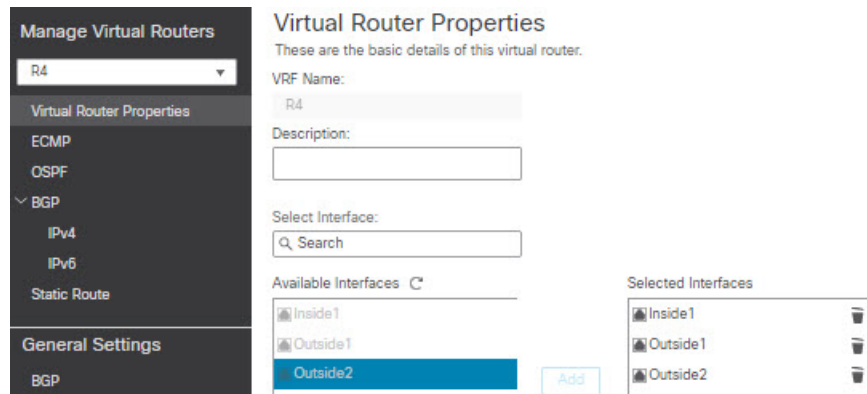 Manage Virtual Routers
R4
Virtual Router Properties
ECMP
OSPF
BGP
IPv4
IPv6
Static Route
General Settings
BGP
Virtual Router Properties
These are the basic details of this virtual router.
VRF Name:
R4
Description:
Select Interface:
Search
Available Interfaces
Inside1
Outside1
Outside2
Add
Selected Interfaces
Inside1
Outside1
Outside2